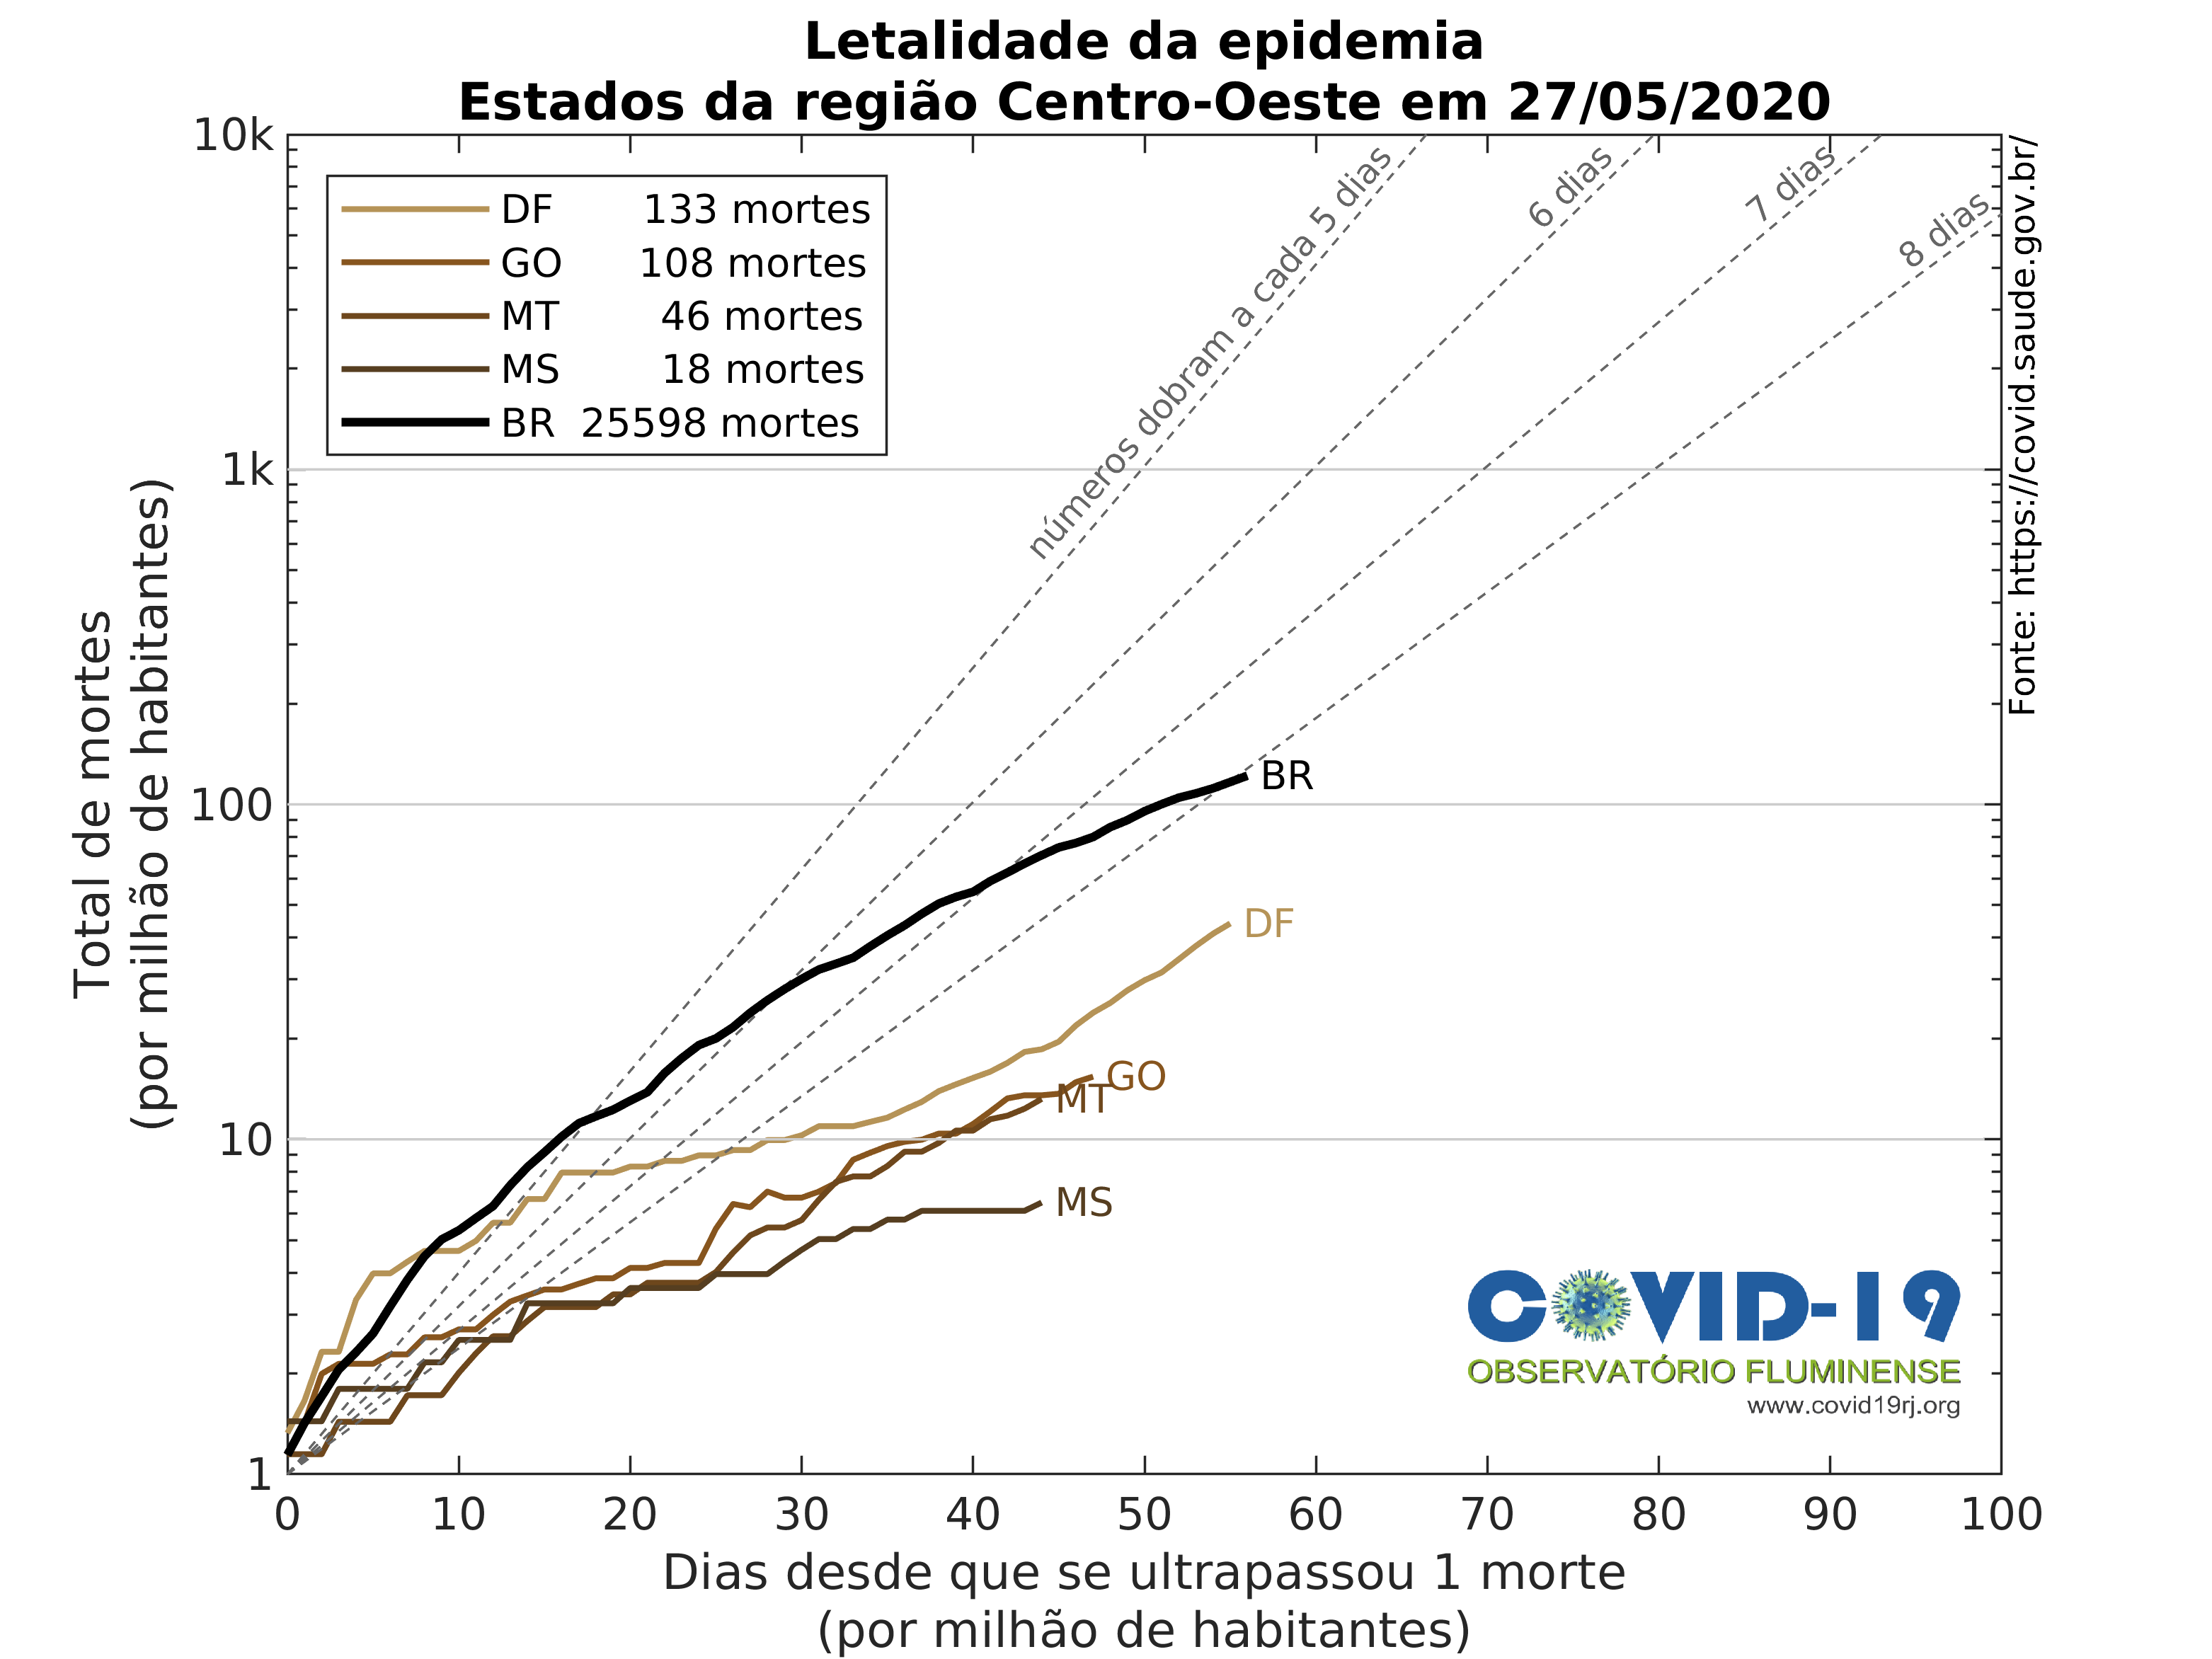 Letalidade da epidemia
Estados da região Centro-Oeste em 27/05/2020
10k
1k
100
10
1
Total de mortes
(por milhão de habitantes)
DF 133 mortes
GO 108 mortes
MT 46 mortes
MS 18 mortes
BR 25598 mortes
números dobram a cada 5 dias
6 dias
7 dias
8 dias
BR
DF
GO
MT
MS
Fonte: https://covid.saude.gov.br/
COVID-19
OBSERVATÓRIO FLUMINENSE
www.covid19rj.org
0 10 20 30 40 50 60 70 80 90 100
Dias desde que se ultrapassou 1 morte
(por milhão de habitantes)